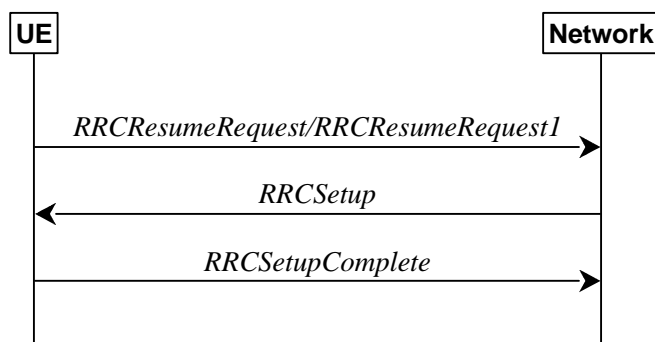 UE
Network
RRCResumeRequest/RRCResumeRequest1
RRCSetup
RRCSetupComplete